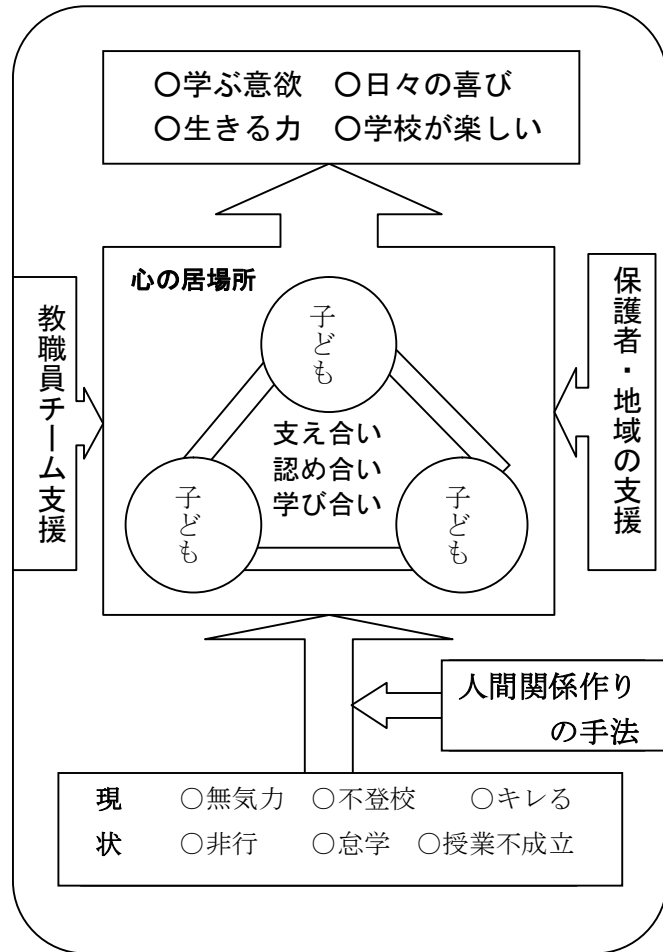 ○学ぶ意欲　○日々の喜び
○生きる力　○学校が楽しい
心の居場所
子ども
教職員チーム支援
保護者・地域の支援
支え合い
認め合い
学び合い
子ども
子ども
人間関係作り
の手法
現　○無気力　○不登校　○キレる
状　○非行　○怠学　○授業不成立